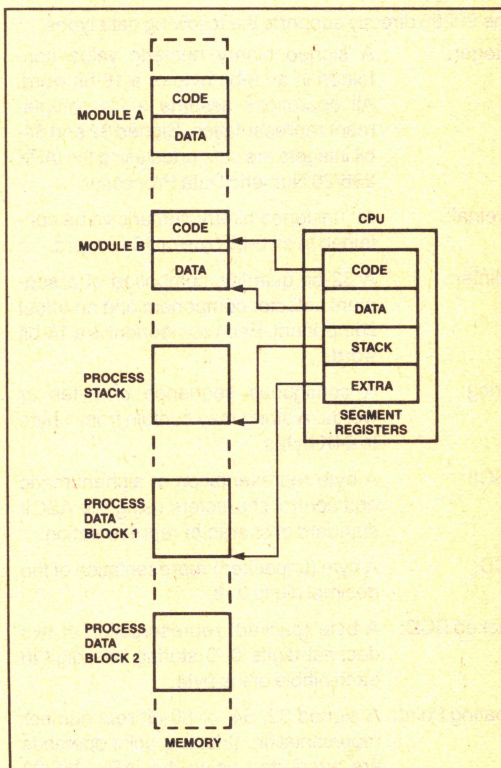 MODULE A
CODE
DATA
MODULE B
CODE
DATA
CPU
CODE
DATA
STACK
EXTRA
SEGMENT
REGISTERS
PROCESS
STACK
PROCESS
DATA
BLOCK 1
PROCESS
DATA
BLOCK 2
MEMORY